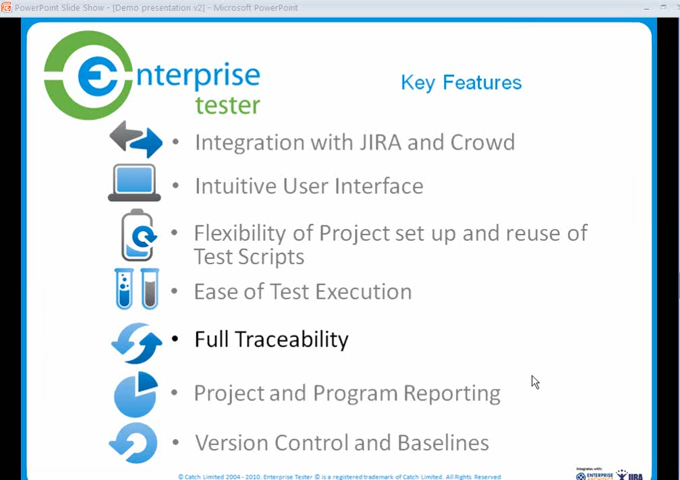 PowerPoint Slide Show - [Demo presentation v2] - Microsoft PowerPoint
enterprise
tester
Key Features
• Integration with JIRA and Crowd
• Intuitive User Interface
• Flexibility of Project set up and reuse of
Test Scripts
• Ease of Test Execution
• Full Traceability
• Project and Program Reporting
• Version Control and Baselines
© Catch Limited 2004 - 2010. Enterprise Tester © is a registered trademark of Catch Limited. All Rights Reserved
Integrates with:
ENTERPRISE
ARCHITECT
JIRA